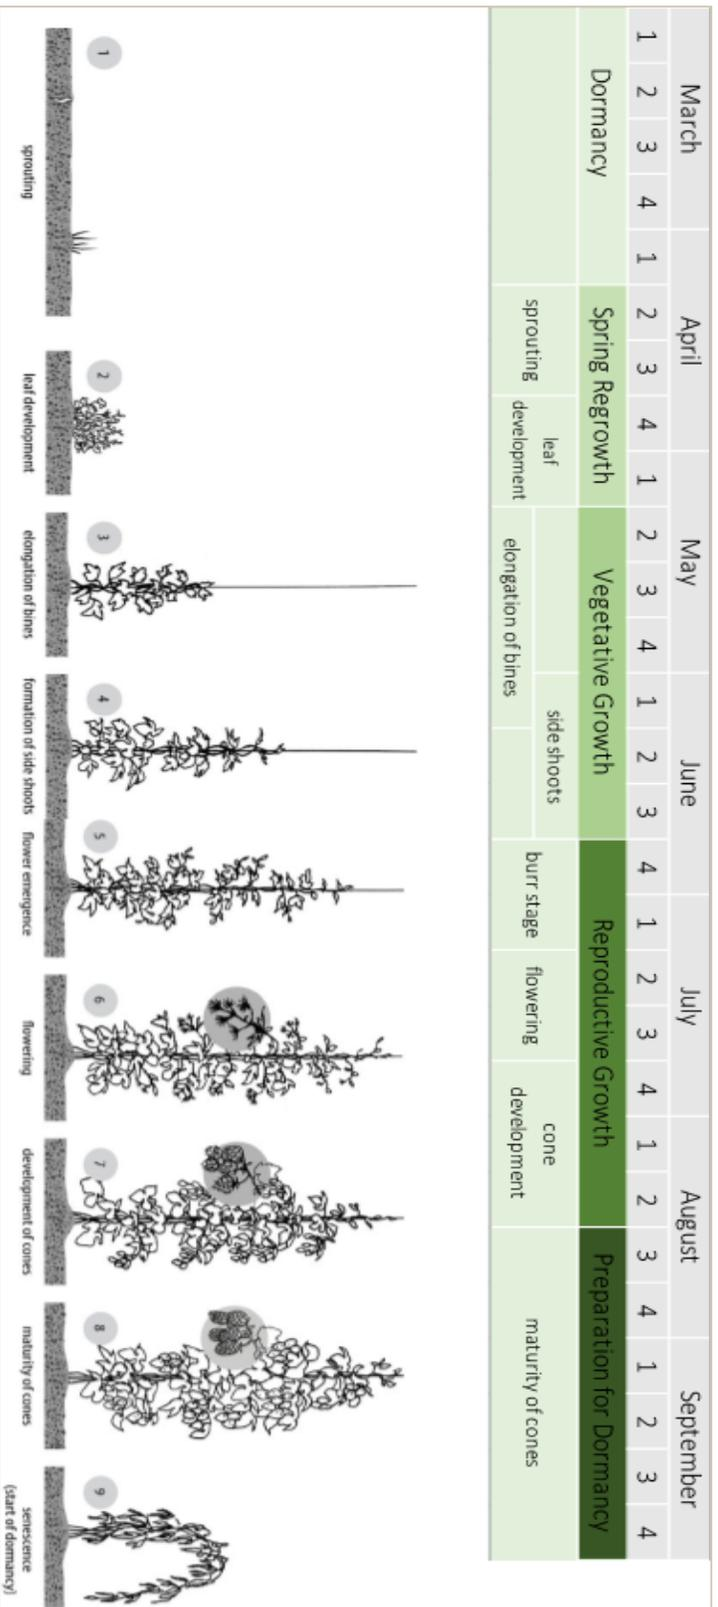 March April May June July August September
1 2 3 4 1 2 3 4 1 2 3 4 1 2 3 4 1 2 3 4 1 2 3 4 1 2 3 4
Dormancy Spring Regrowth Vegetative Growth Reproductive Growth Preparation for Dormancy
sprouting
leaf
development
side shoots
elongation of bines
burr stage
flowering
cone
development
maturity of cones
1
2
3
4
5
6
7
8
9
sprouting
leaf development
elongation of bines
formation of side shoots
flower emergence
flowering
development of cones
maturity of cones
senescence
(start of dormancy)